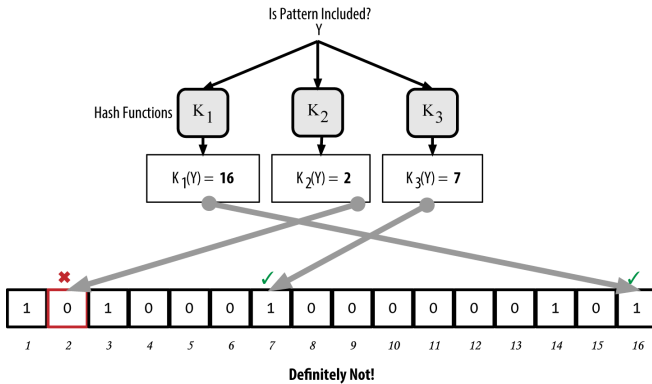 Is Pattern Included?
Y
Hash Functions K1 K2 K3
K1(Y) = 16 K2(Y) = 2 K3(Y) = 7
✖ ✓ ✓
1 0 1 0 0 0 1 0 0 0 0 0 0 1 0 1
1 2 3 4 5 6 7 8 9 10 11 12 13 14 15 16
Definitely Not!